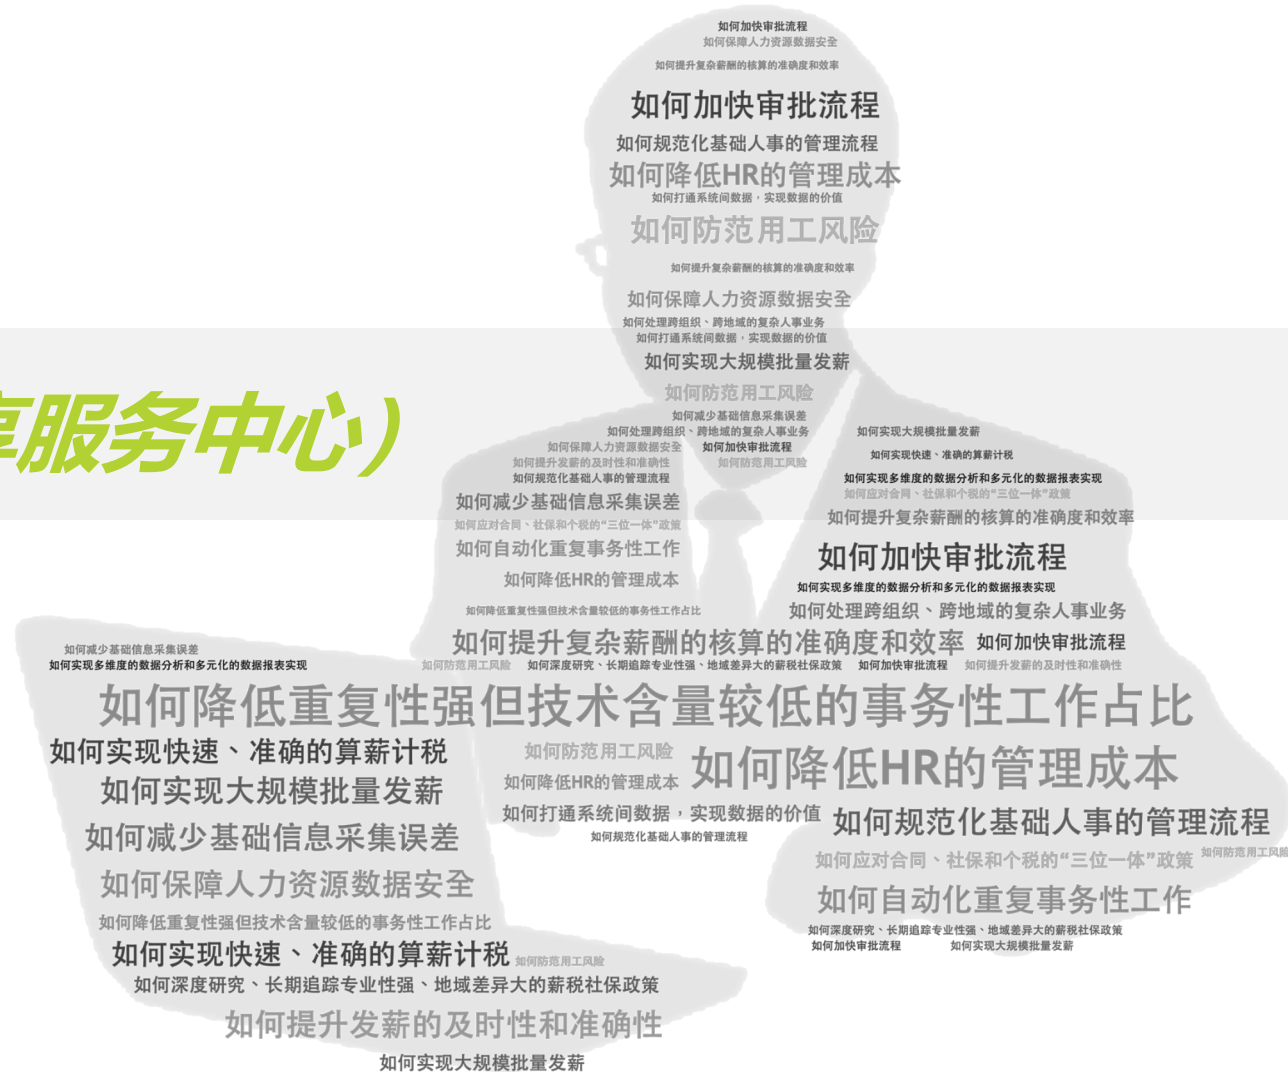 如何加快审批流程
如何保障人力资源数据安全
如何提升复杂薪酬的核算的准确度和效率
如何加快审批流程
如何规范化基础人事的管理流程
如何降低HR的管理成本
如何打通系统间数据，实现数据的价值
如何防范用工风险
如何提升复杂薪酬的核算的准确度和效率
如何保障人力资源数据安全
如何处理跨组织、跨地域的复杂人事业务
如何打通系统间数据，实现数据的价值
如何实现大规模批量发薪
如何防范用工风险
享服务中心）
如何减少基础信息采集误差
如何处理跨组织、跨地域的复杂人事业务
如何实现大规模批量发薪
如何保障人力资源数据安全
如何加快审批流程
如何实现快速、准确的算薪计税
如何提升发薪的及时性和准确性
如何防范用工风险
如何规范化基础人事的管理流程
如何实现多维度的数据分析和多元化的数据报表实现
如何减少基础信息采集误差
如何应对合同、社保和个税的“三位一体”政策
如何提升复杂薪酬的核算的准确度和效率
如何应对合同、社保和个税的“三位一体”政策
如何自动化重复事务性工作
如何加快审批流程
如何降低HR的管理成本
如何实现多维度的数据分析和多元化的数据报表实现
如何降低重复性强但技术含量较低的事务性工作占比
如何处理跨组织、跨地域的复杂人事业务
如何提升复杂薪酬的核算的准确度和效率
如何加快审批流程
如何减少基础信息采集误差
如何实现多维度的数据分析和多元化的数据报表实现
如何防范用工风险
如何深度研究、长期追踪专业性强、地域差异大的薪税社保政策
如何加快审批流程
如何提升发薪的及时性和准确性
如何降低重复性强但技术含量较低的事务性工作占比
如何实现快速、准确的算薪计税
如何防范用工风险
如何降低HR的管理成本
如何实现大规模批量发薪
如何降低HR的管理成本
如何打通系统间数据，实现数据的价值
如何规范化基础人事的管理流程
如何减少基础信息采集误差
如何规范化基础人事的管理流程
如何应对合同、社保和个税的“三位一体”政策
如何防范用工风险
如何保障人力资源数据安全
如何自动化重复事务性工作
如何降低重复性强但技术含量较低的事务性工作占比
如何深度研究、长期追踪专业性强、地域差异大的薪税社保政策
如何加快审批流程
如何实现大规模批量发薪
如何实现快速、准确的算薪计税
如何防范用工风险
如何深度研究、长期追踪专业性强、地域差异大的薪税社保政策
如何提升发薪的及时性和准确性
如何实现大规模批量发薪